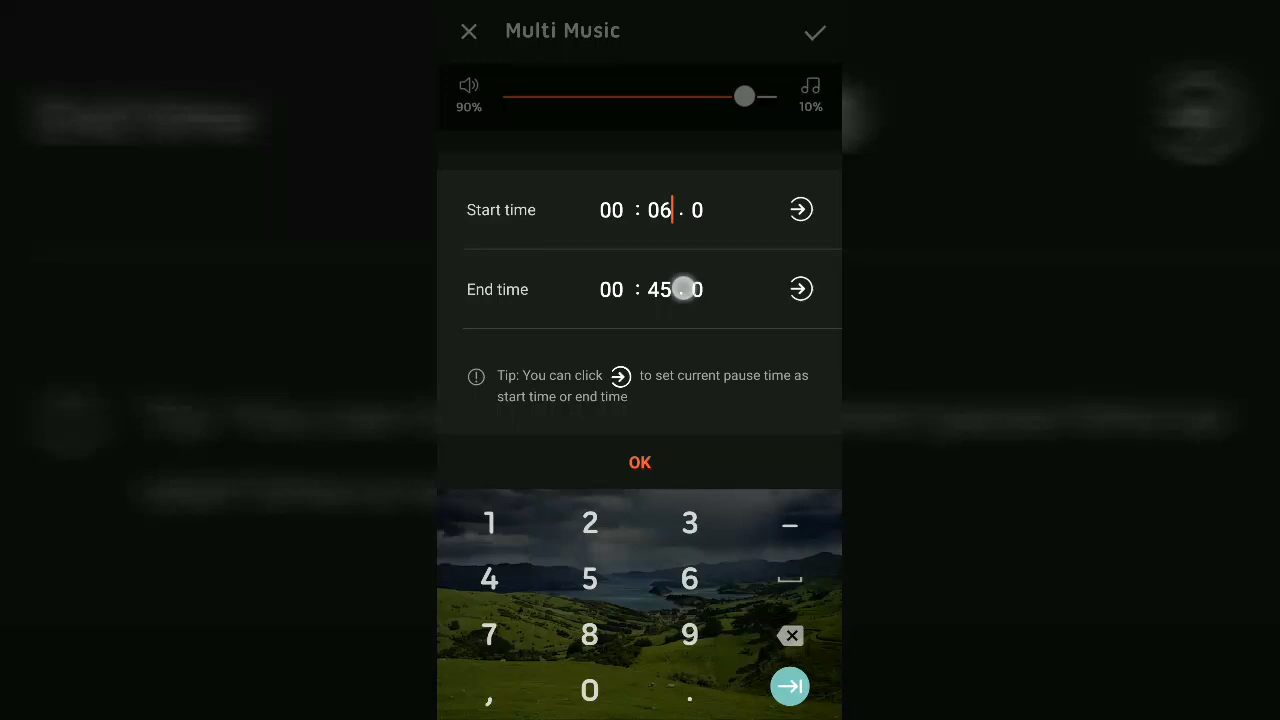 Multi Music
90%
10%
Start time 00 : 06 . 0
End time 00 : 45 . 0
Tip: You can click to set current pause time as
start time or end time
OK
1 2 3 –
4 5 6
7 8 9
, 0 .